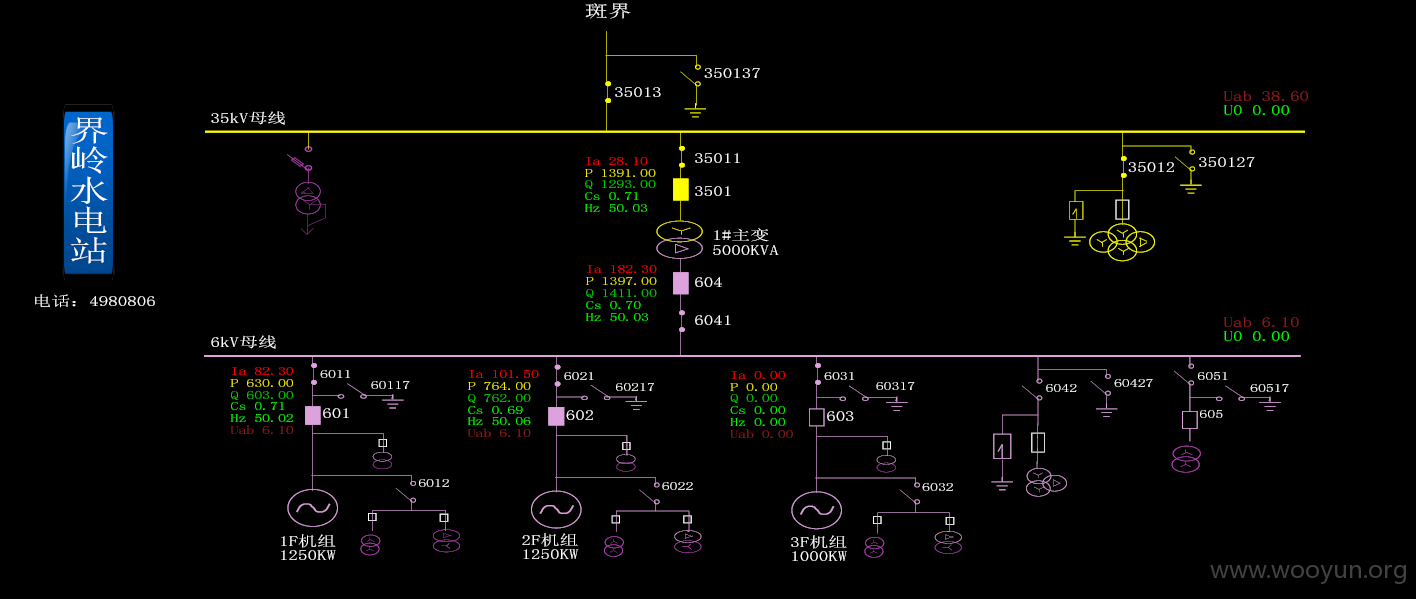 斑界
350137
35013
35kV母线
Uab 38.60
U0 0.00
界岭水电站
电话: 4980806
35011
Ia 28.10
P 1391.00
Q 1293.00
Cs 0.71
Hz 50.03
3501
1#主变
5000KVA
35012
350127
Ia 182.30
P 1397.00
Q 1411.00
Cs 0.70
Hz 50.03
604
6041
6kV母线
Uab 6.10
U0 0.00
Ia 82.30
P 630.00
Q 603.00
Cs 0.71
Hz 50.02
Uab 6.10
6011
60117
601
6012
1F机组
1250KW
Ia 101.50
P 764.00
Q 762.00
Cs 0.69
Hz 50.06
Uab 6.10
6021
60217
602
6022
2F机组
1250KW
Ia 0.00
P 0.00
Q 0.00
Cs 0.00
Hz 0.00
Uab 0.00
6031
60317
603
6032
3F机组
1000KW
6042
60427
6051
60517
605
www.wooyun.org